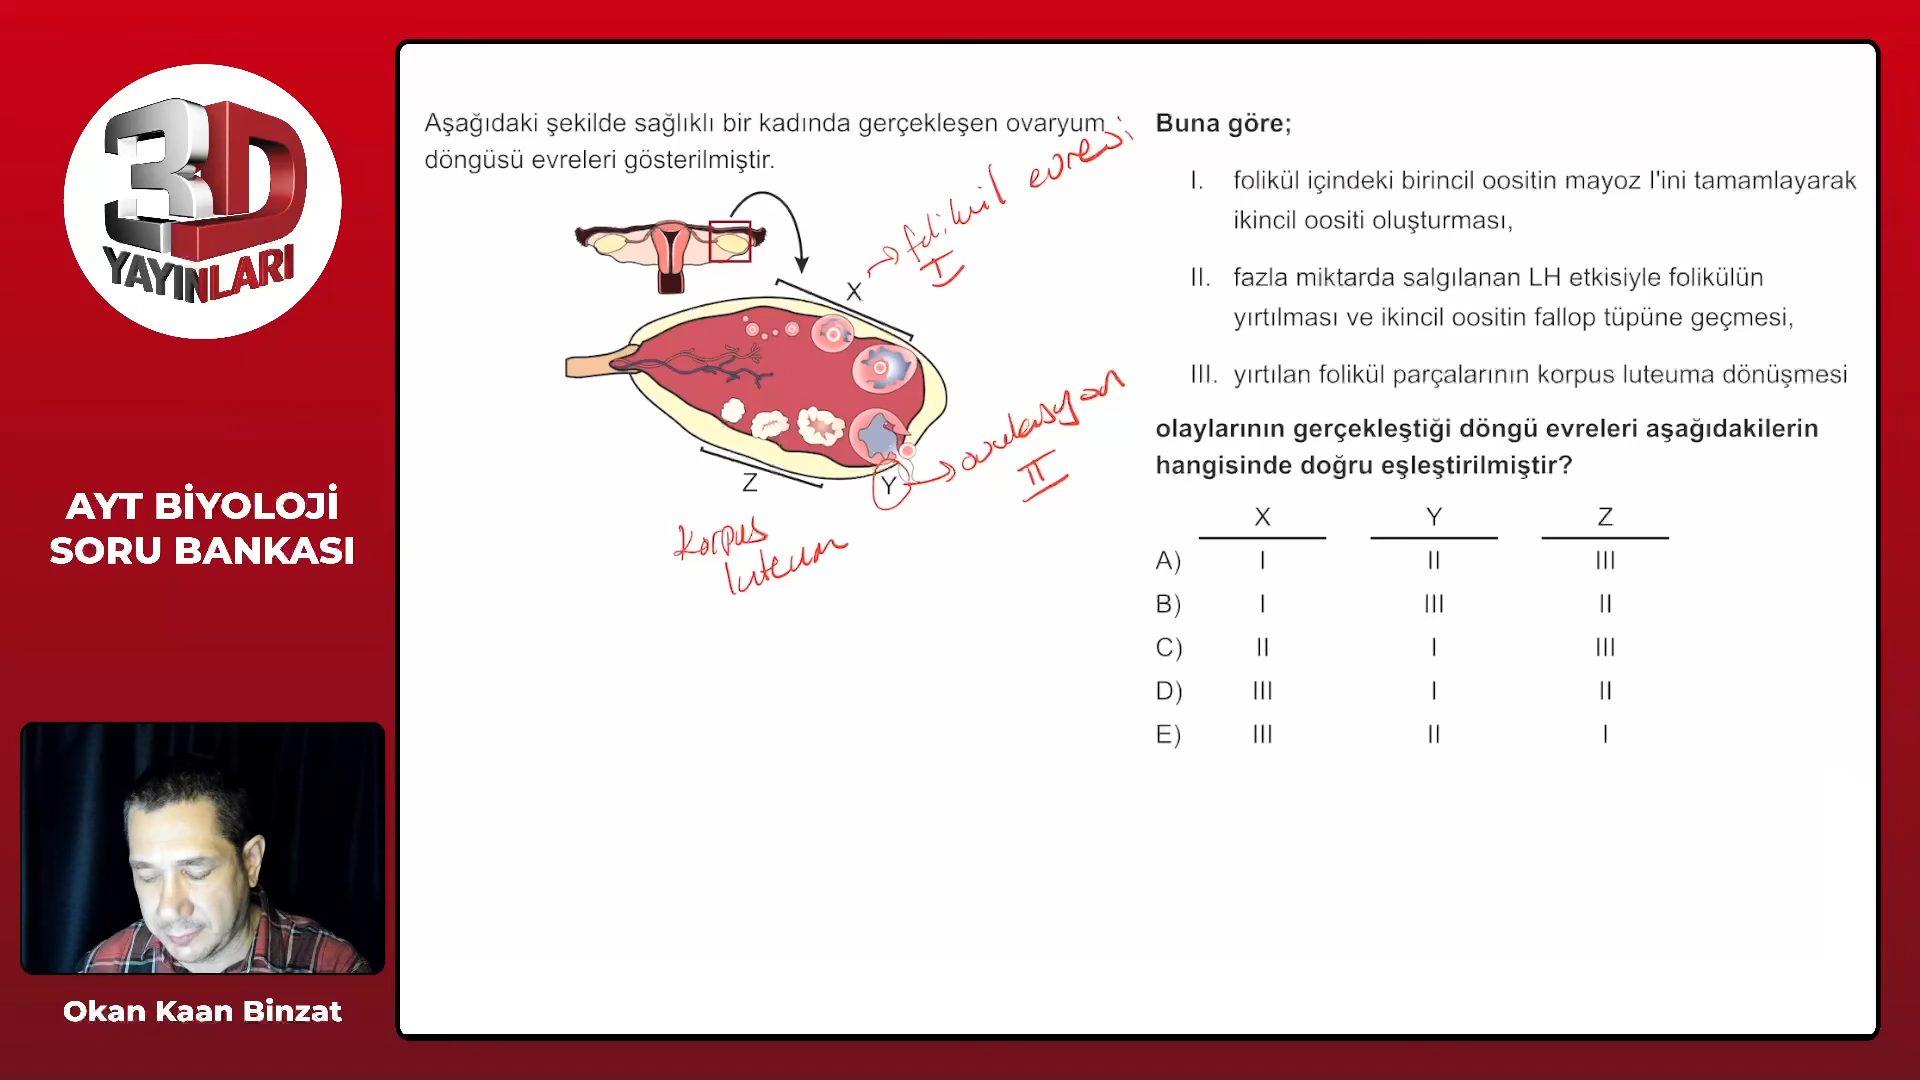 3D
YAYINLARI
AYT BİYOLOJİ
SORU BANKASI
Okan Kaan Binzat
Aşağıdaki şekilde sağlıklı bir kadında gerçekleşen ovaryum
döngüsü evreleri gösterilmiştir.
X
folikül evresi
I
Y
ovulasyon
II
Z
korpus
luteum
Buna göre;
I. folikül içindeki birincil oositin mayoz I'ini tamamlayarak
ikincil oositi oluşturması,
II. fazla miktarda salgılanan LH etkisiyle folikülün
yırtılması ve ikincil oositin fallop tüpüne geçmesi,
III. yırtılan folikül parçalarının korpus luteuma dönüşmesi
olaylarının gerçekleştiği döngü evreleri aşağıdakilerin
hangisinde doğru eşleştirilmiştir?
X Y Z
A) I II III
B) I III II
C) II I III
D) III I II
E) III II I